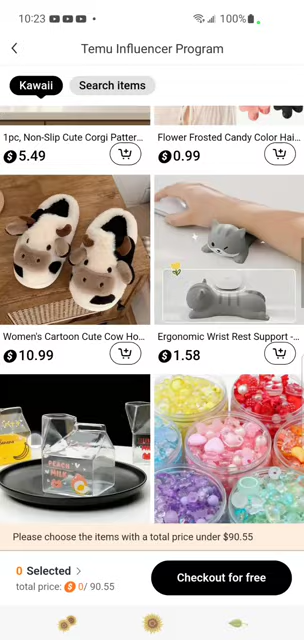 10:23
100%
Temu Influencer Program
Kawaii
Search items
1pc, Non-Slip Cute Corgi Patter...
Flower Frosted Candy Color Hai...
$ 5.49
$ 0.99
Women's Cartoon Cute Cow Ho...
Ergonomic Wrist Rest Support -...
$ 10.99
$ 1.58
PEACH
MILK
Please choose the items with a total price under $90.55
0 Selected >
total price: $ 0/ 90.55
Checkout for free